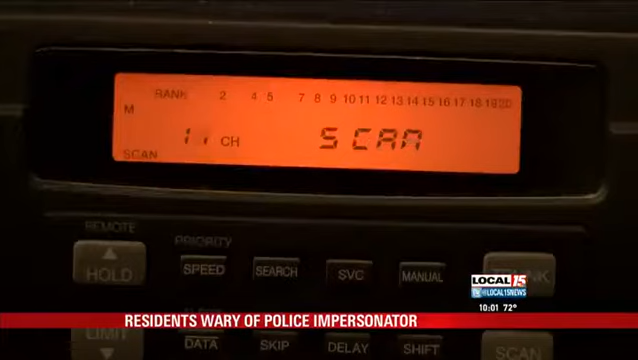 BANK 2 4 5 7 8 9 10 11 12 13 14 15 16 17 18 19 20
M
CH SCAN
SCAN
REMOTE
HOLD
PRIORITY
SPEED SEARCH SVC MANUAL
LOCAL 15
@LOCAL15NEWS
10:01 72°
RESIDENTS WARY OF POLICE IMPERSONATOR
LIMIT
DATA SKIP DELAY SHIFT SCAN